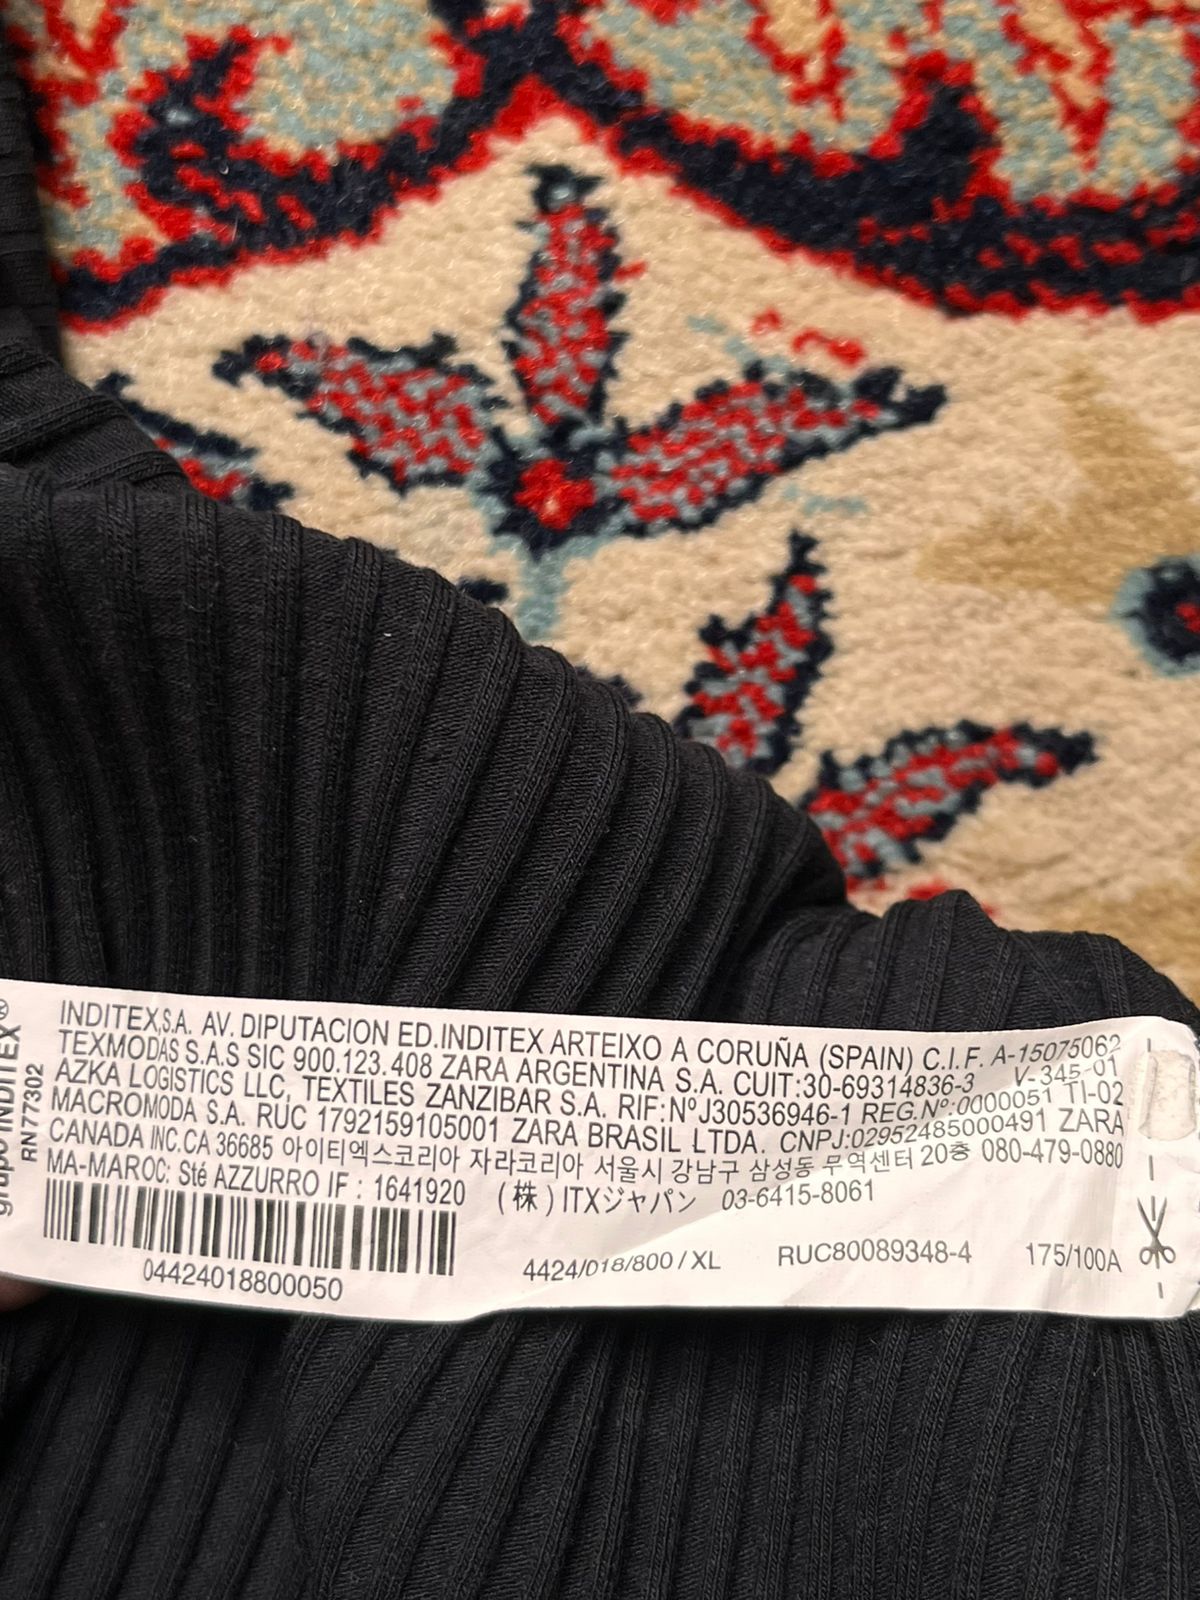 grupo INDITEX®
RN77302
INDITEX,S.A. AV. DIPUTACION ED.INDITEX ARTEIXO A CORUÑA (SPAIN) C.I.F. A-15075062
TEXMODAS S.A.S SIC 900.123.408 ZARA ARGENTINA S.A. CUIT:30-69314836-3 V-345-01
AZKA LOGISTICS LLC, TEXTILES ZANZIBAR S.A. RIF:NºJ30536946-1 REG.Nº:0000051 TI-02
MACROMODA S.A. RUC 1792159105001 ZARA BRASIL LTDA. CNPJ:02952485000491 ZARA
CANADA INC.CA 36685 아이티엑스코리아 자라코리아 서울시 강남구 삼성동 무역센터 20층 080-479-0880
MA-MAROC: Sté AZZURRO IF : 1641920 (株)ITXジャパン 03-6415-8061
04424018800050
4424/018/800 / XL RUC80089348-4 175/100A